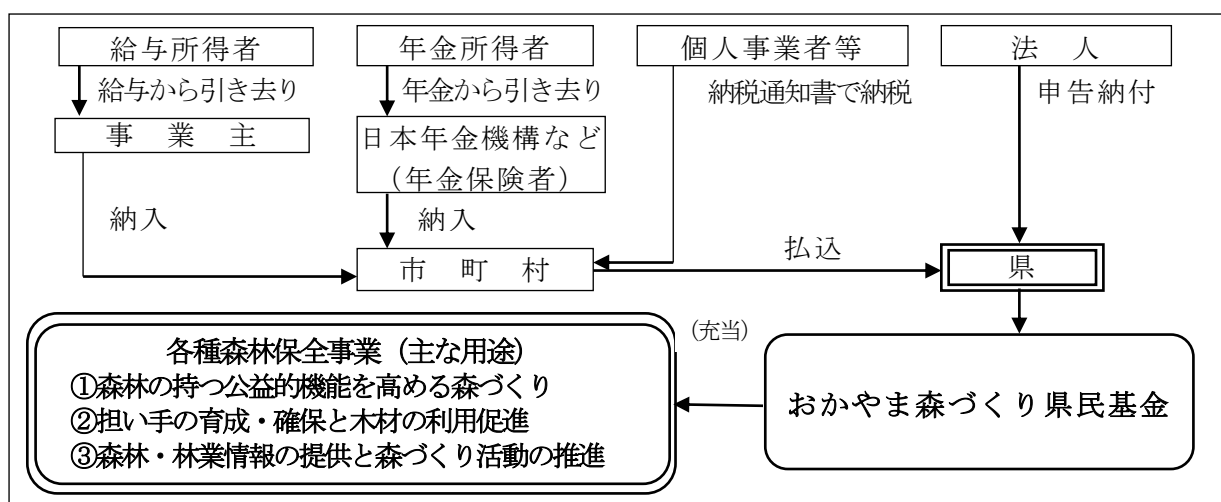 給与所得者
年金所得者
個人事業者等
法　人
給与から引き去り
年金から引き去り
納税通知書で納税
申告納付
事　業　主
日本年金機構など
（年金保険者）
納入
納入
市　町　村
払込
県
（充当）
各種森林保全事業（主な用途）
①森林の持つ公益的機能を高める森づくり
②担い手の育成・確保と木材の利用促進
③森林・林業情報の提供と森づくり活動の推進
おかやま森づくり県民基金